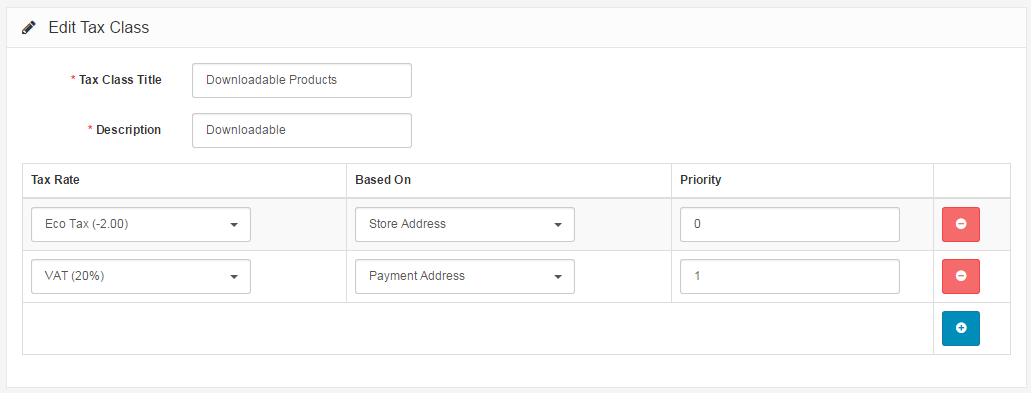 Edit Tax Class
* Tax Class Title Downloadable Products
* Description Downloadable
Tax Rate Based On Priority
Eco Tax (-2.00) Store Address 0
VAT (20%) Payment Address 1